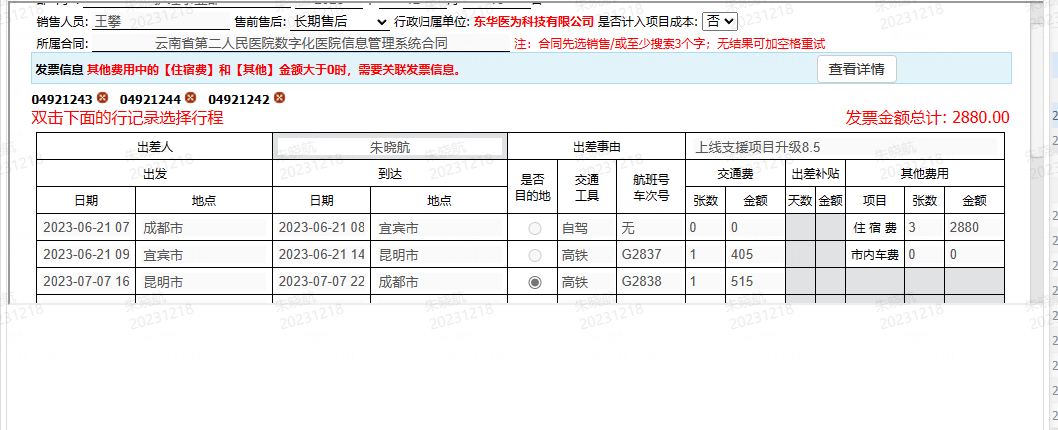 销售人员: 王攀 售前售后: 长期售后 行政归属单位: 东华医为科技有限公司 是否计入项目成本: 否
所属合同: 云南省第二人民医院数字化医院信息管理系统合同 注：合同先选销售/或至少搜索3个字；无结果可加空格重试
发票信息 其他费用中的【住宿费】和【其他】金额大于0时，需要关联发票信息。 查看详情
04921243 04921244 04921242
双击下面的行记录选择行程 发票金额总计: 2880.00
出差人 朱晓航 出差事由 上线支援项目升级8.5
出发 到达 是否目的地 交通工具 航班号车次号 交通费 出差补贴 其他费用
日期 地点 日期 地点 张数 金额 天数 金额 项目 张数 金额
2023-06-21 07 成都市 2023-06-21 08 宜宾市 自驾 无 0 0 住 宿 费 3 2880
2023-06-21 09 宜宾市 2023-06-21 14 昆明市 高铁 G2837 1 405 市内车费 0 0
2023-07-07 16 昆明市 2023-07-07 22 成都市 高铁 G2838 1 515
朱晓航
20231218